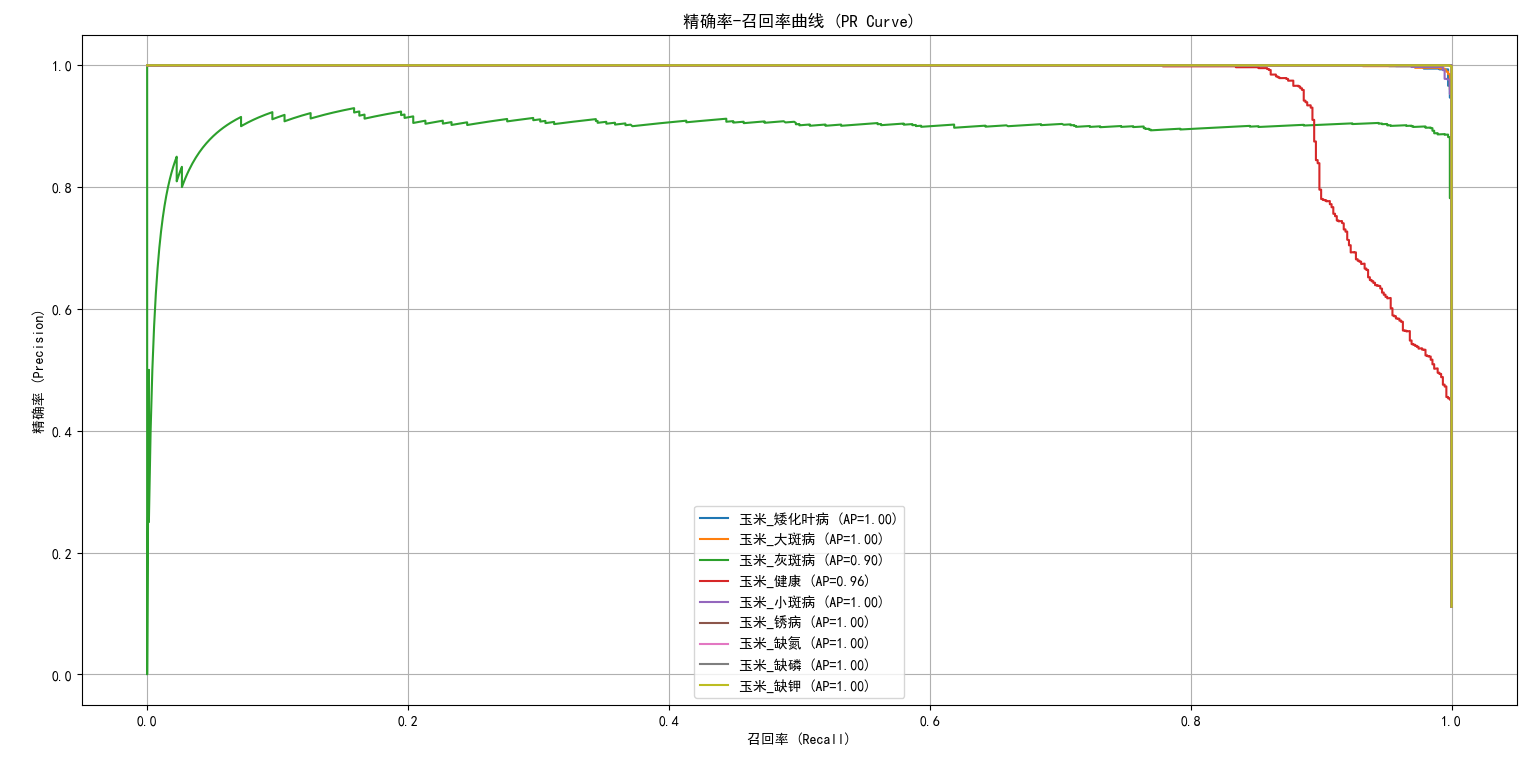 精确率-召回率曲线 (PR Curve)
精确率 (Precision)
1.0
0.8
0.6
0.4
0.2
0.0
玉米_矮化叶病 (AP=1.00)
玉米_大斑病 (AP=1.00)
玉米_灰斑病 (AP=0.90)
玉米_健康 (AP=0.96)
玉米_小斑病 (AP=1.00)
玉米_锈病 (AP=1.00)
玉米_缺氮 (AP=1.00)
玉米_缺磷 (AP=1.00)
玉米_缺钾 (AP=1.00)
0.0 0.2 0.4 0.6 0.8 1.0
召回率 (Recall)